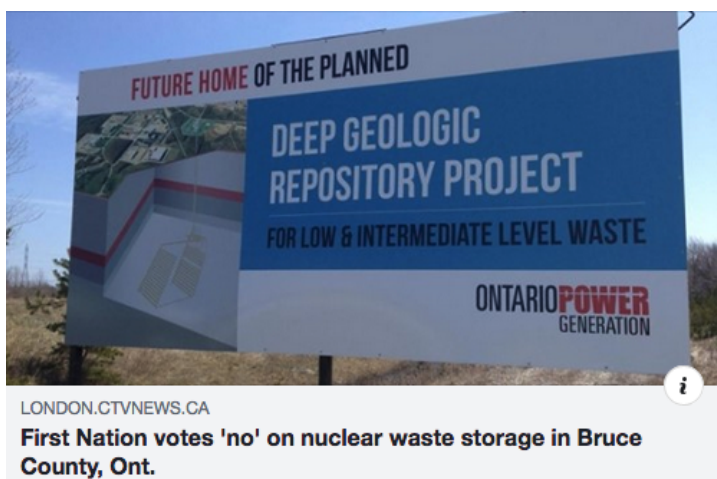 FUTURE HOME OF THE PLANNED
DEEP GEOLOGIC
REPOSITORY PROJECT
FOR LOW & INTERMEDIATE LEVEL WASTE
ONTARIOPOWER
GENERATION
i
LONDON.CTVNEWS.CA
First Nation votes 'no' on nuclear waste storage in Bruce
County, Ont.